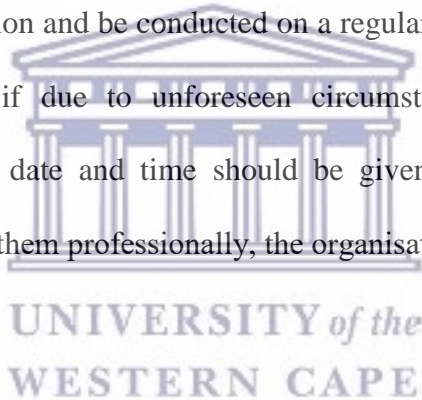 ion and be conducted on a regular
if due to unforeseen circumst
date and time should be given
them professionally, the organisat
UNIVERSITY of the
WESTERN CAPE